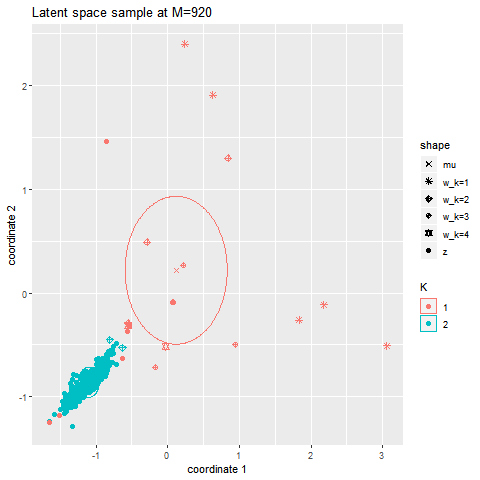 Latent space sample at M=920
coordinate 2
2
1
0
-1
-1
0
1
2
3
coordinate 1
shape
mu
w_k=1
w_k=2
w_k=3
w_k=4
z
K
1
2